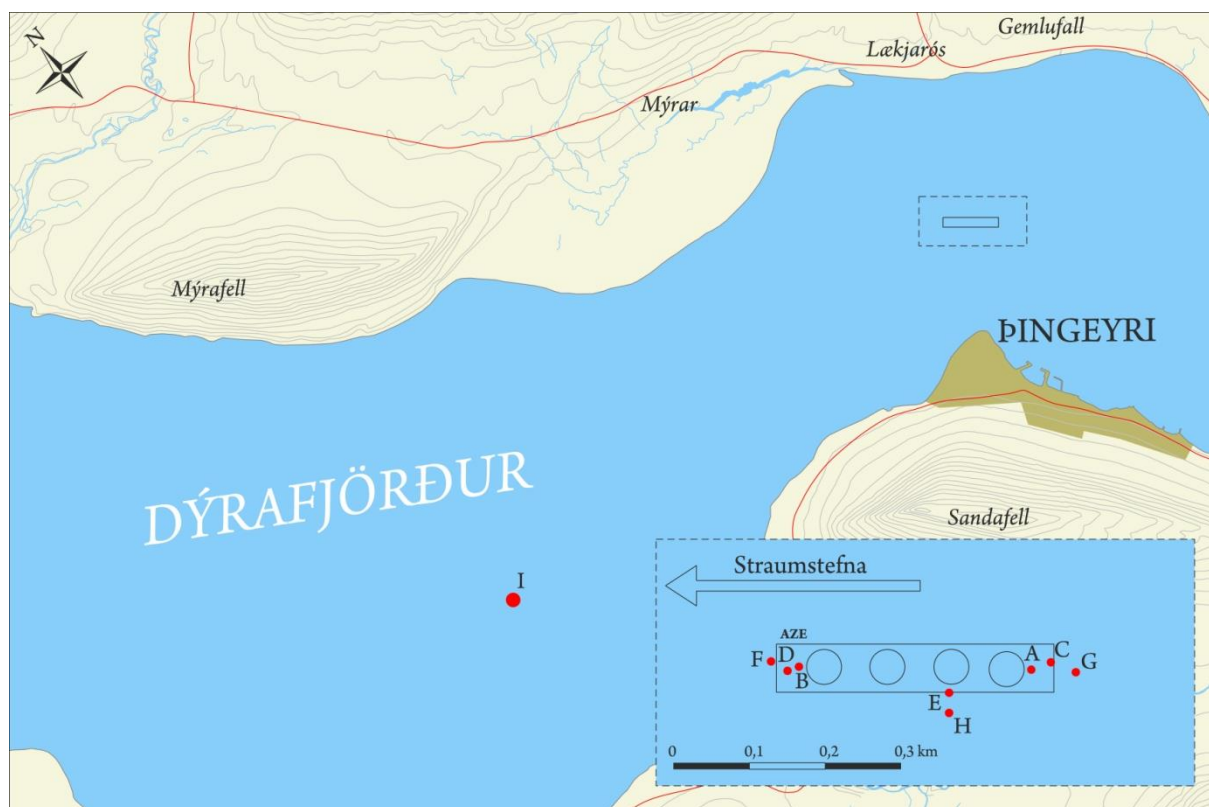 N
Gemlufall
Lækjarós
Mýrar
Mýrafell
ÞINGEYRI
DÝRAFJÖRÐUR
Sandafell
I
Straumstefna
AZE
F
D
B
A
C
G
E
H
0
0,1
0,2
0,3 km